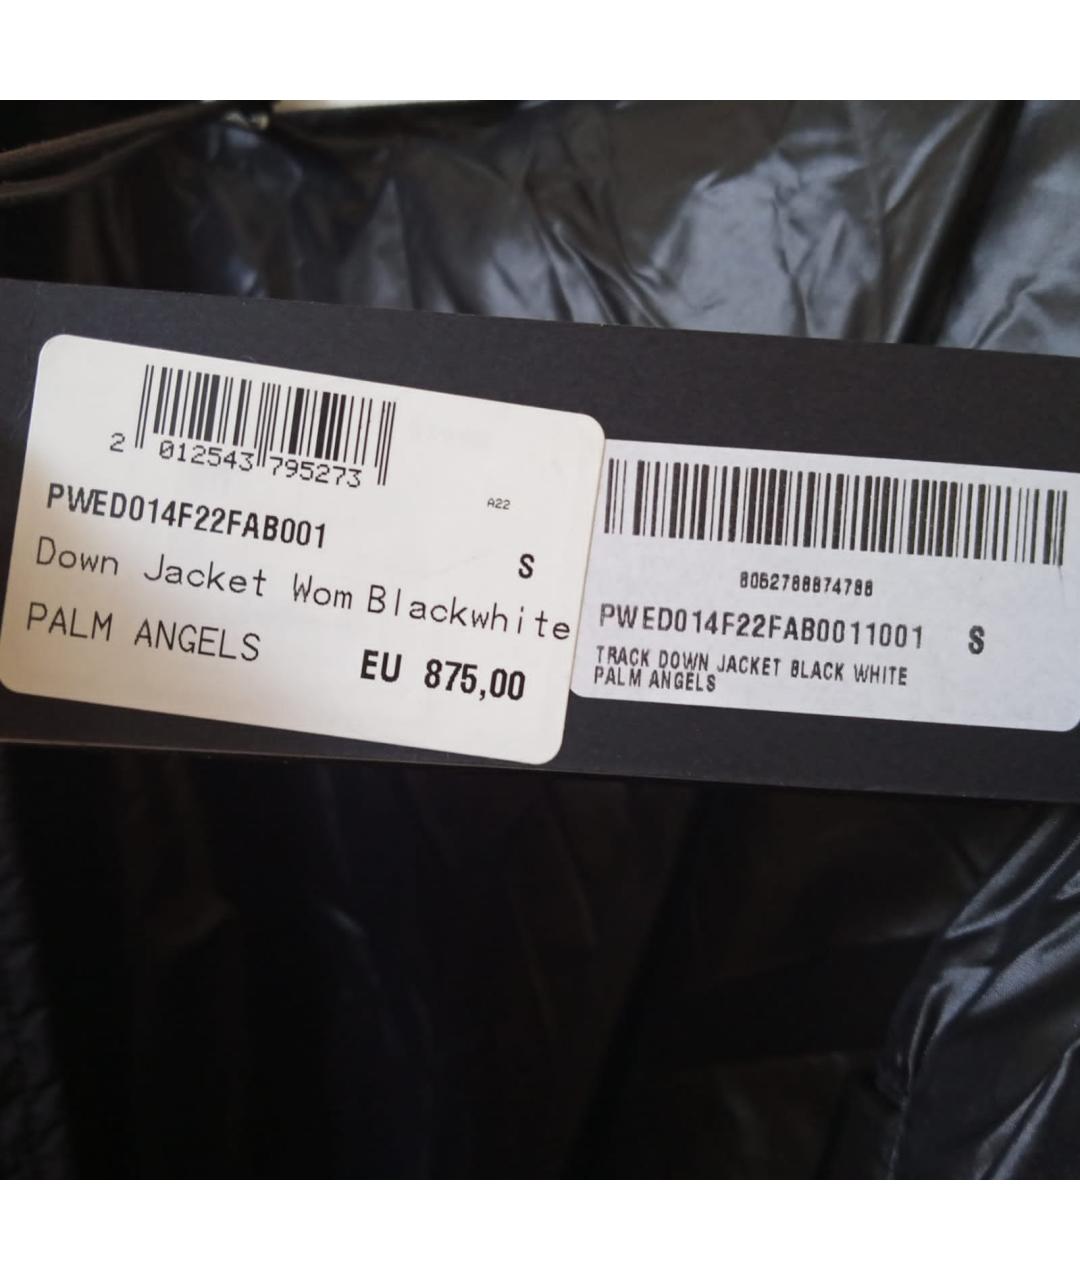 2 012543 795273
A22
PWED014F22FAB001
S
Down Jacket Wom Blackwhite
PALM ANGELS
EU 875,00
8052788874788
PWED014F22FAB0011001 S
TRACK DOWN JACKET BLACK WHITE
PALM ANGELS